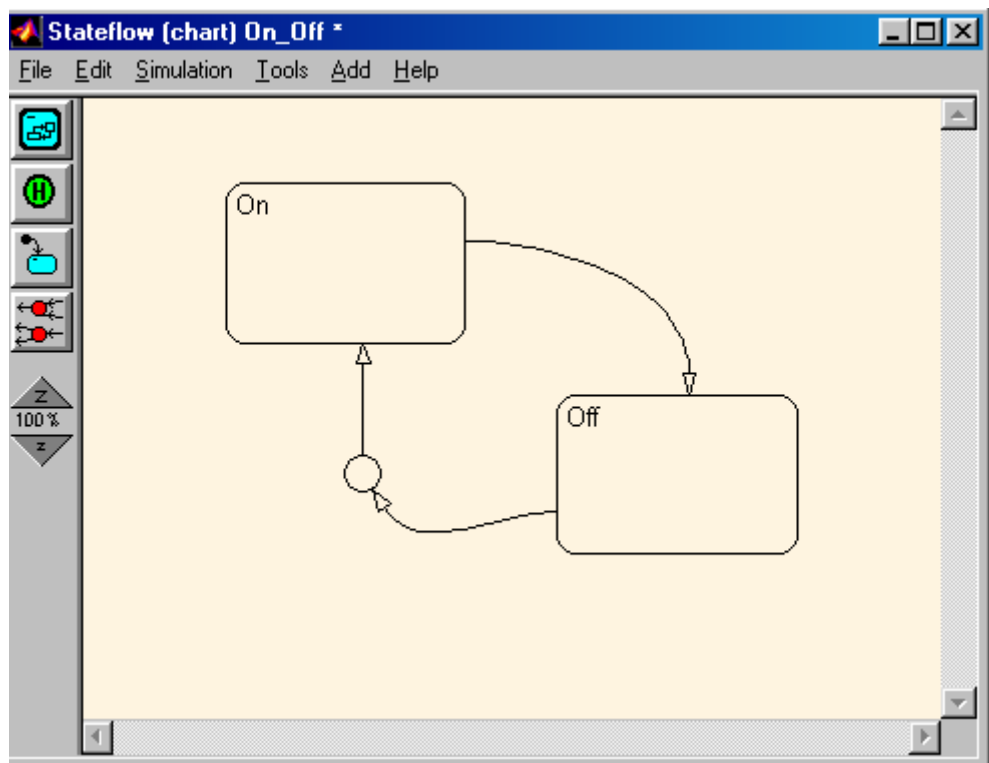 Stateflow (chart) On_Off *
File Edit Simulation Tools Add Help
H
On
Z
100%
z
Off